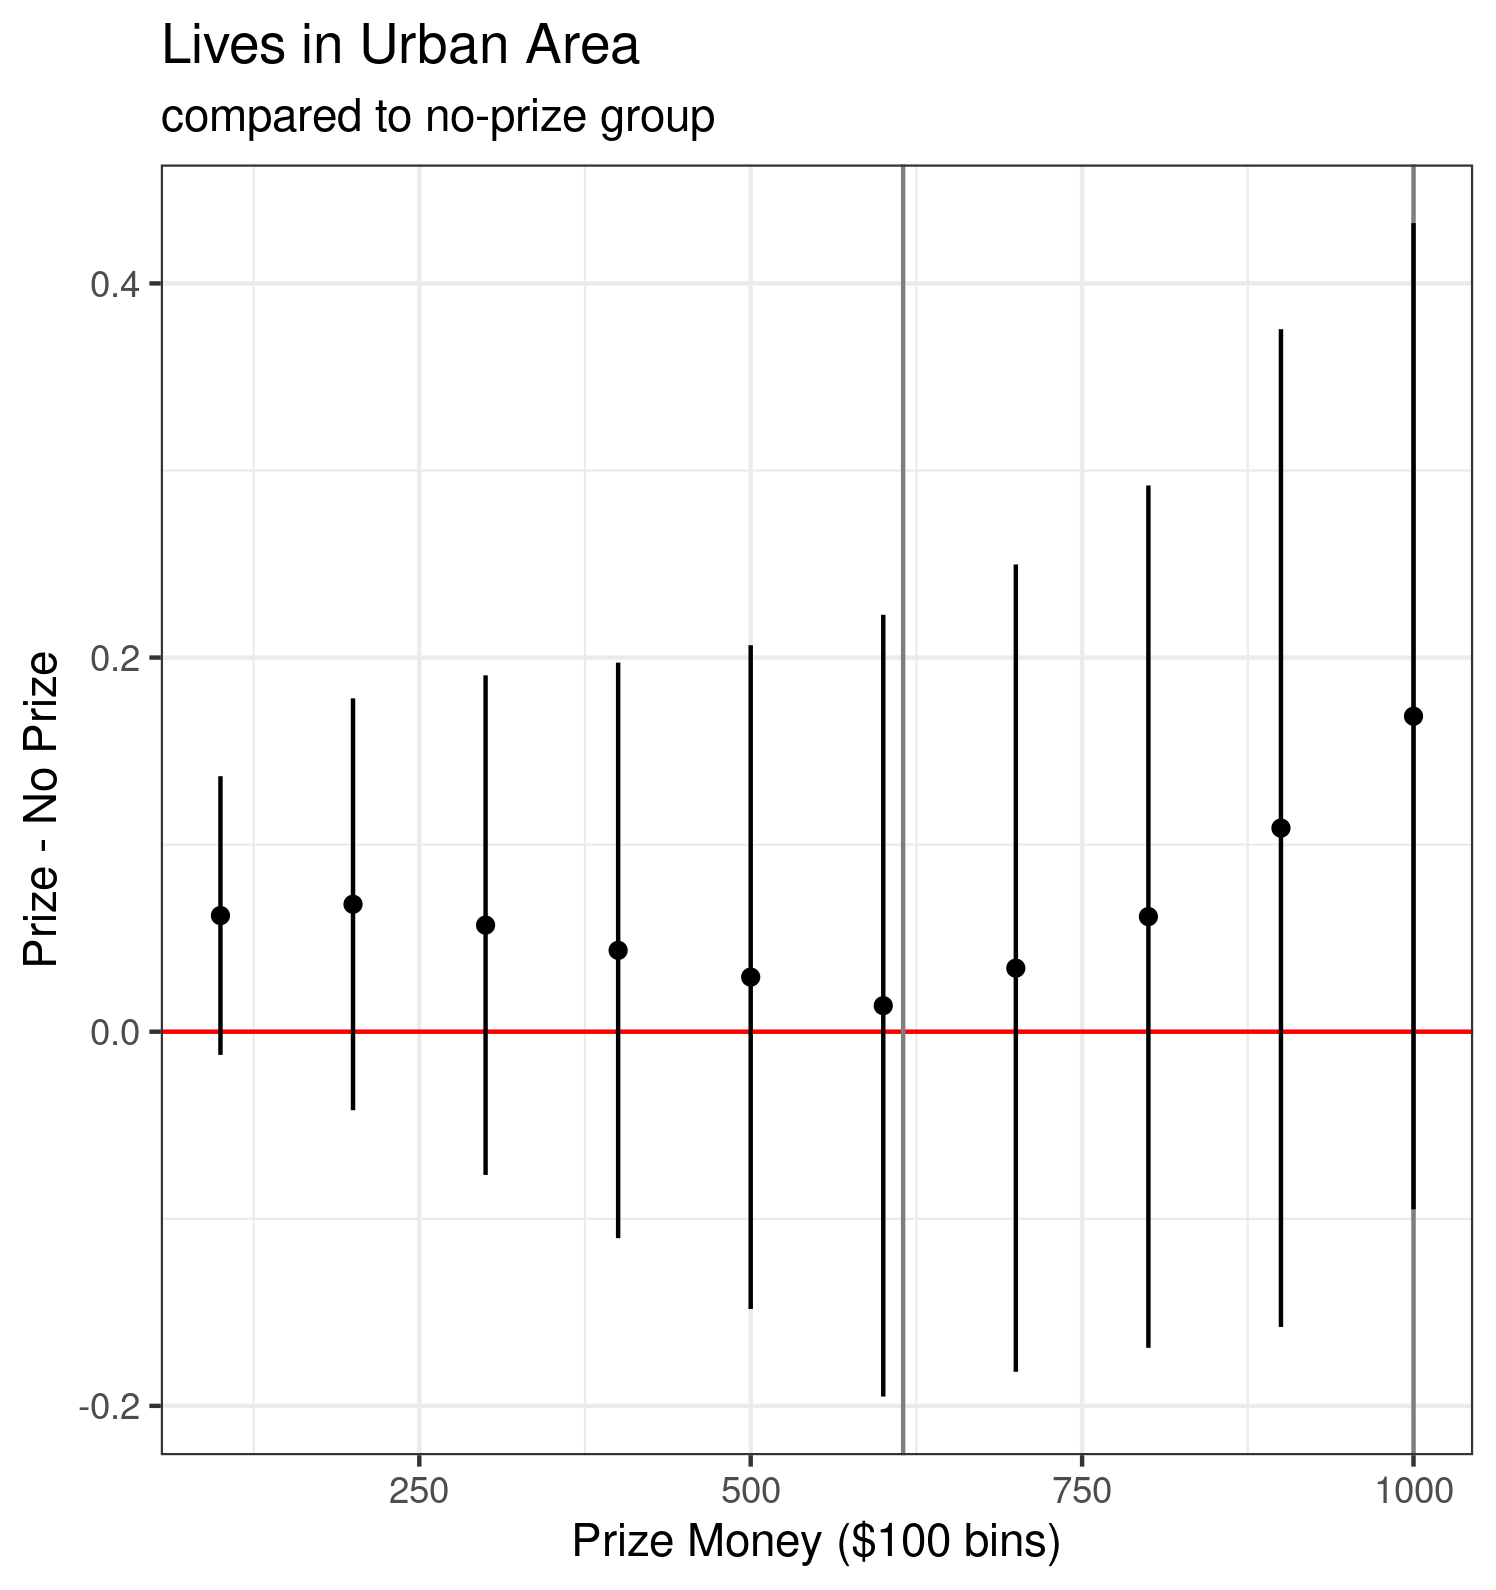 Lives in Urban Area
compared to no-prize group
Prize - No Prize
0.4
0.2
0.0
-0.2
250 500 750 1000
Prize Money ($100 bins)